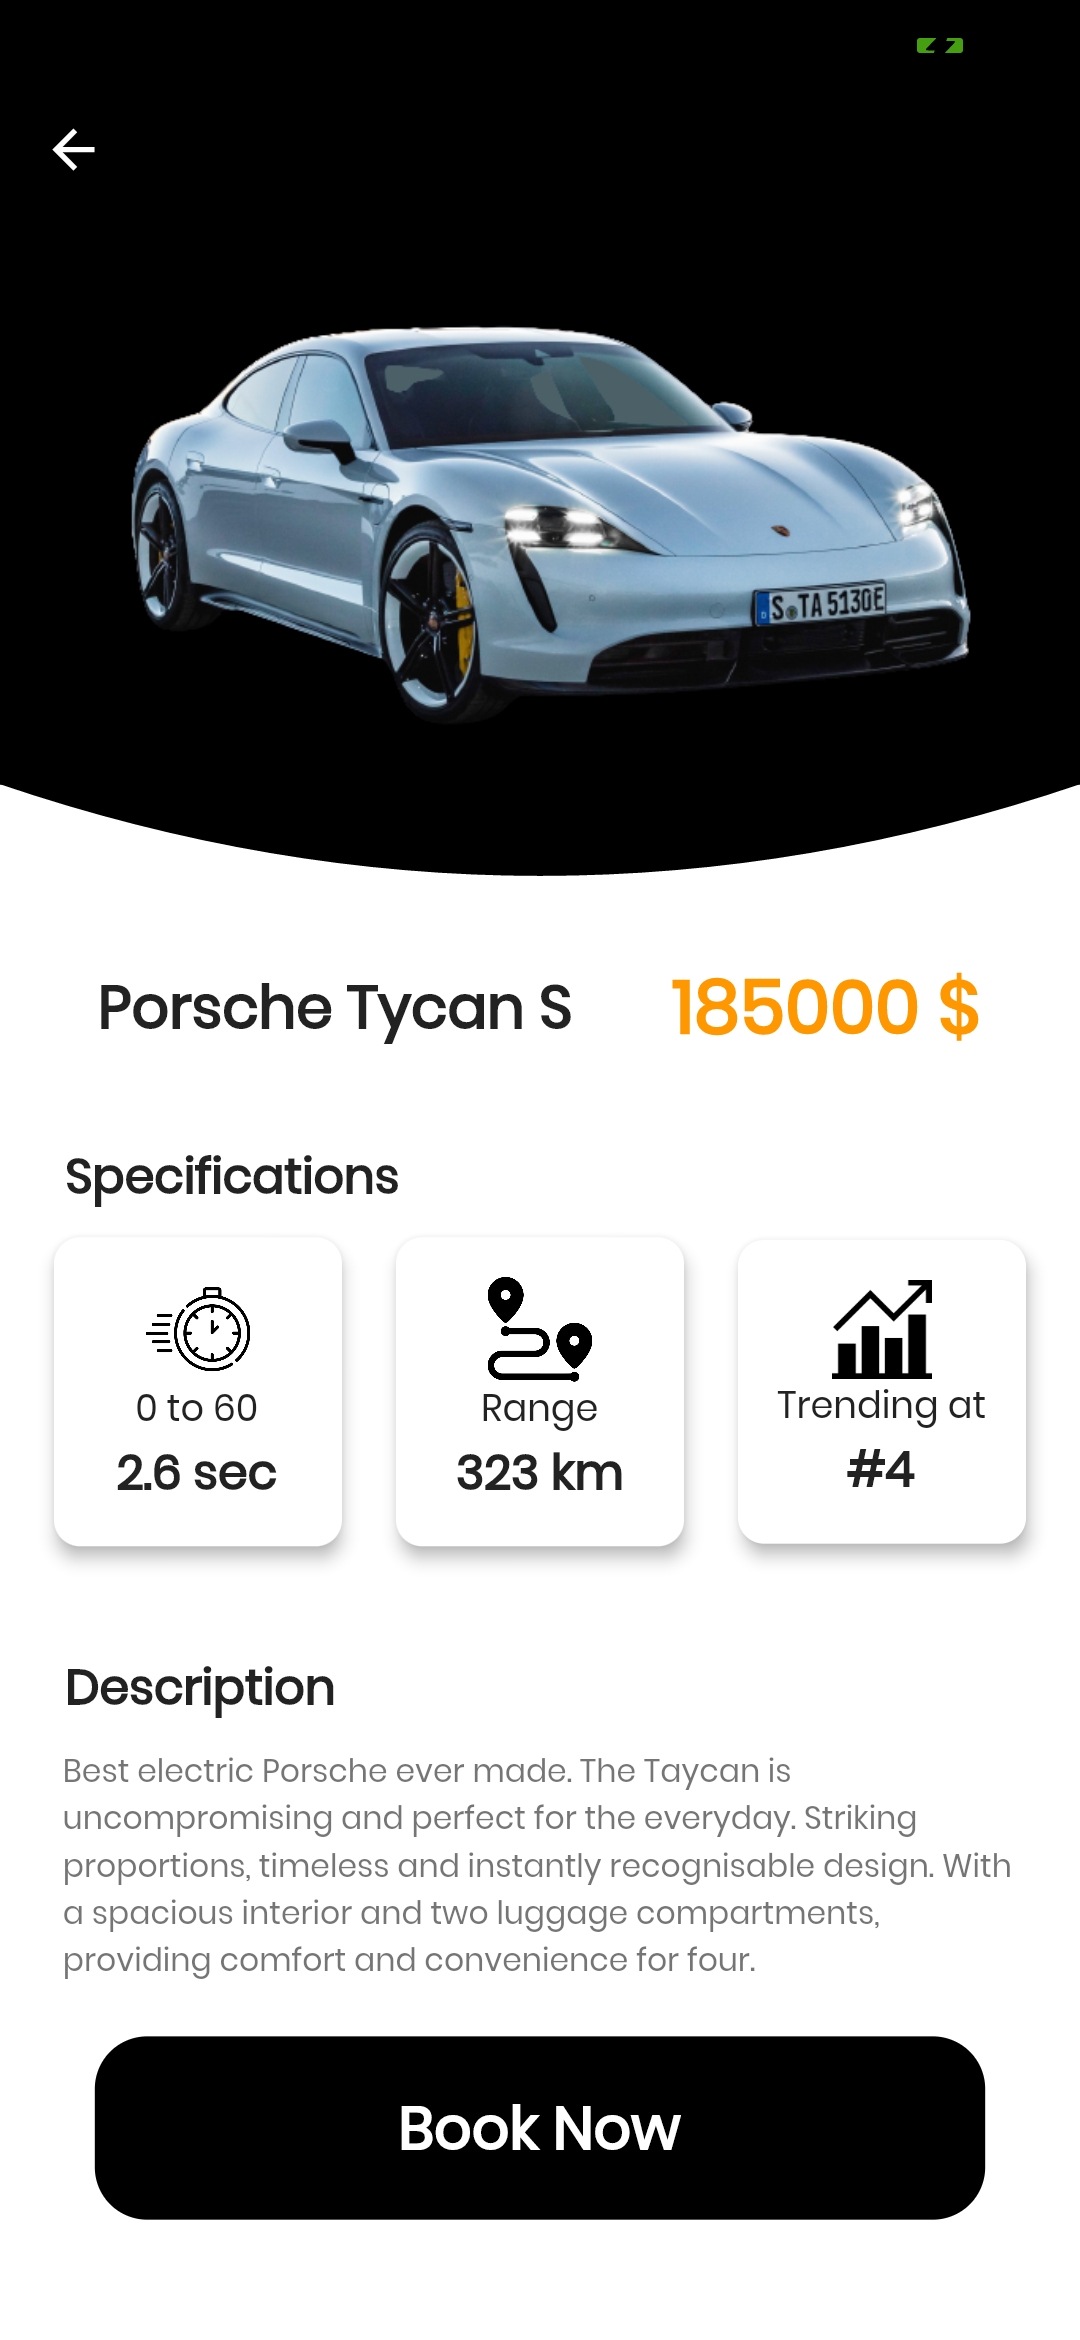 S TA 5130E
Porsche Tycan S
185000 $
Specifications
0 to 60
2.6 sec
Range
323 km
Trending at
#4
Description
Best electric Porsche ever made. The Taycan is
uncompromising and perfect for the everyday. Striking
proportions, timeless and instantly recognisable design. With
a spacious interior and two luggage compartments,
providing comfort and convenience for four.
Book Now